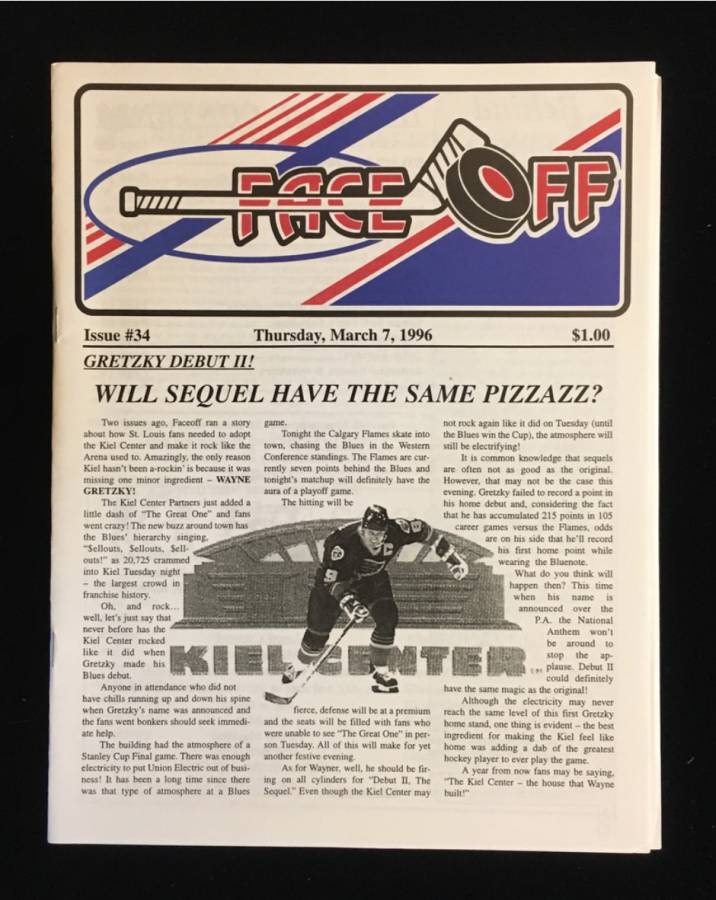 FACE OFF
Issue #34 Thursday, March 7, 1996 $1.00
GRETZKY DEBUT II!
WILL SEQUEL HAVE THE SAME PIZZAZZ?
Two issues ago, Faceoff ran a story
about how St. Louis fans needed to adopt
the Kiel Center and make it rock like the
Arena used to. Amazingly, the only reason
Kiel hasn't been a-rockin' is because it was
missing one minor ingredient – WAYNE
GRETZKY!
The Kiel Center Partners just added a
little dash of "The Great One" and fans
went crazy! The new buzz around town has
the Blues' hierarchy singing,
"Sellouts, Sellouts, Sell-
outs!" as 20,725 crammed
into Kiel Tuesday night
– the largest crowd in
franchise history.
Oh, and rock...
well, let's just say that
never before has the
Kiel Center rocked
like it did when
Gretzky made his
Blues debut.
Anyone in attendance who did not
have chills running up and down his spine
when Gretzky's name was announced and
the fans went bonkers should seek immedi-
ate help.
The building had the atmosphere of a
Stanley Cup Final game. There was enough
electricity to put Union Electric out of busi-
ness! It has been a long time since there
was that type of atmosphere at a Blues
game.
Tonight the Calgary Flames skate into
town, chasing the Blues in the Western
Conference standings. The Flames are cur-
rently seven points behind the Blues and
tonight's matchup will definitely have the
aura of a playoff game.
The hitting will be
KIEL CENTER
fierce, defense will be at a premium
and the seats will be filled with fans who
were unable to see "The Great One" in per-
son Tuesday. All of this will make for yet
another festive evening.
As for Wayner, well, he should be fir-
ing on all cylinders for "Debut II, The
Sequel." Even though the Kiel Center may
not rock again like it did on Tuesday (until
the Blues win the Cup), the atmosphere will
still be electrifying!
It is common knowledge that sequels
are often not as good as the original.
However, that may not be the case this
evening. Gretzky failed to record a point in
his home debut and, considering the fact
that he has accumulated 215 points in 105
career games versus the Flames, odds
are on his side that he'll record
his first home point while
wearing the Bluenote.
What do you think will
happen then? This time
when his name is
announced over the
P.A. the National
Anthem won't
be around to
stop the ap-
plause. Debut II
could definitely
have the same magic as the original!
Although the electricity may never
reach the same level of this first Gretzky
home stand, one thing is evident – the best
ingredient for making the Kiel feel like
home was adding a dab of the greatest
hockey player to ever play the game.
A year from now fans may be saying,
"The Kiel Center – the house that Wayne
built!"